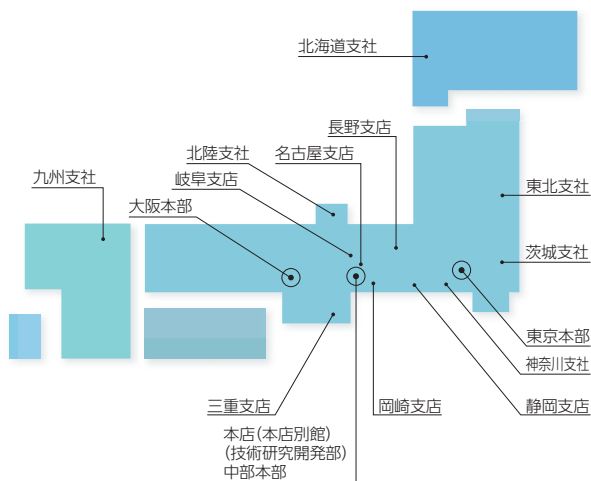 北海道支社
長野支店
北陸支社
名古屋支店
九州支社
岐阜支店
東北支社
大阪本部
茨城支社
東京本部
神奈川支社
三重支店
岡崎支店
静岡支店
本店(本店別館)
(技術研究開発部)
中部本部